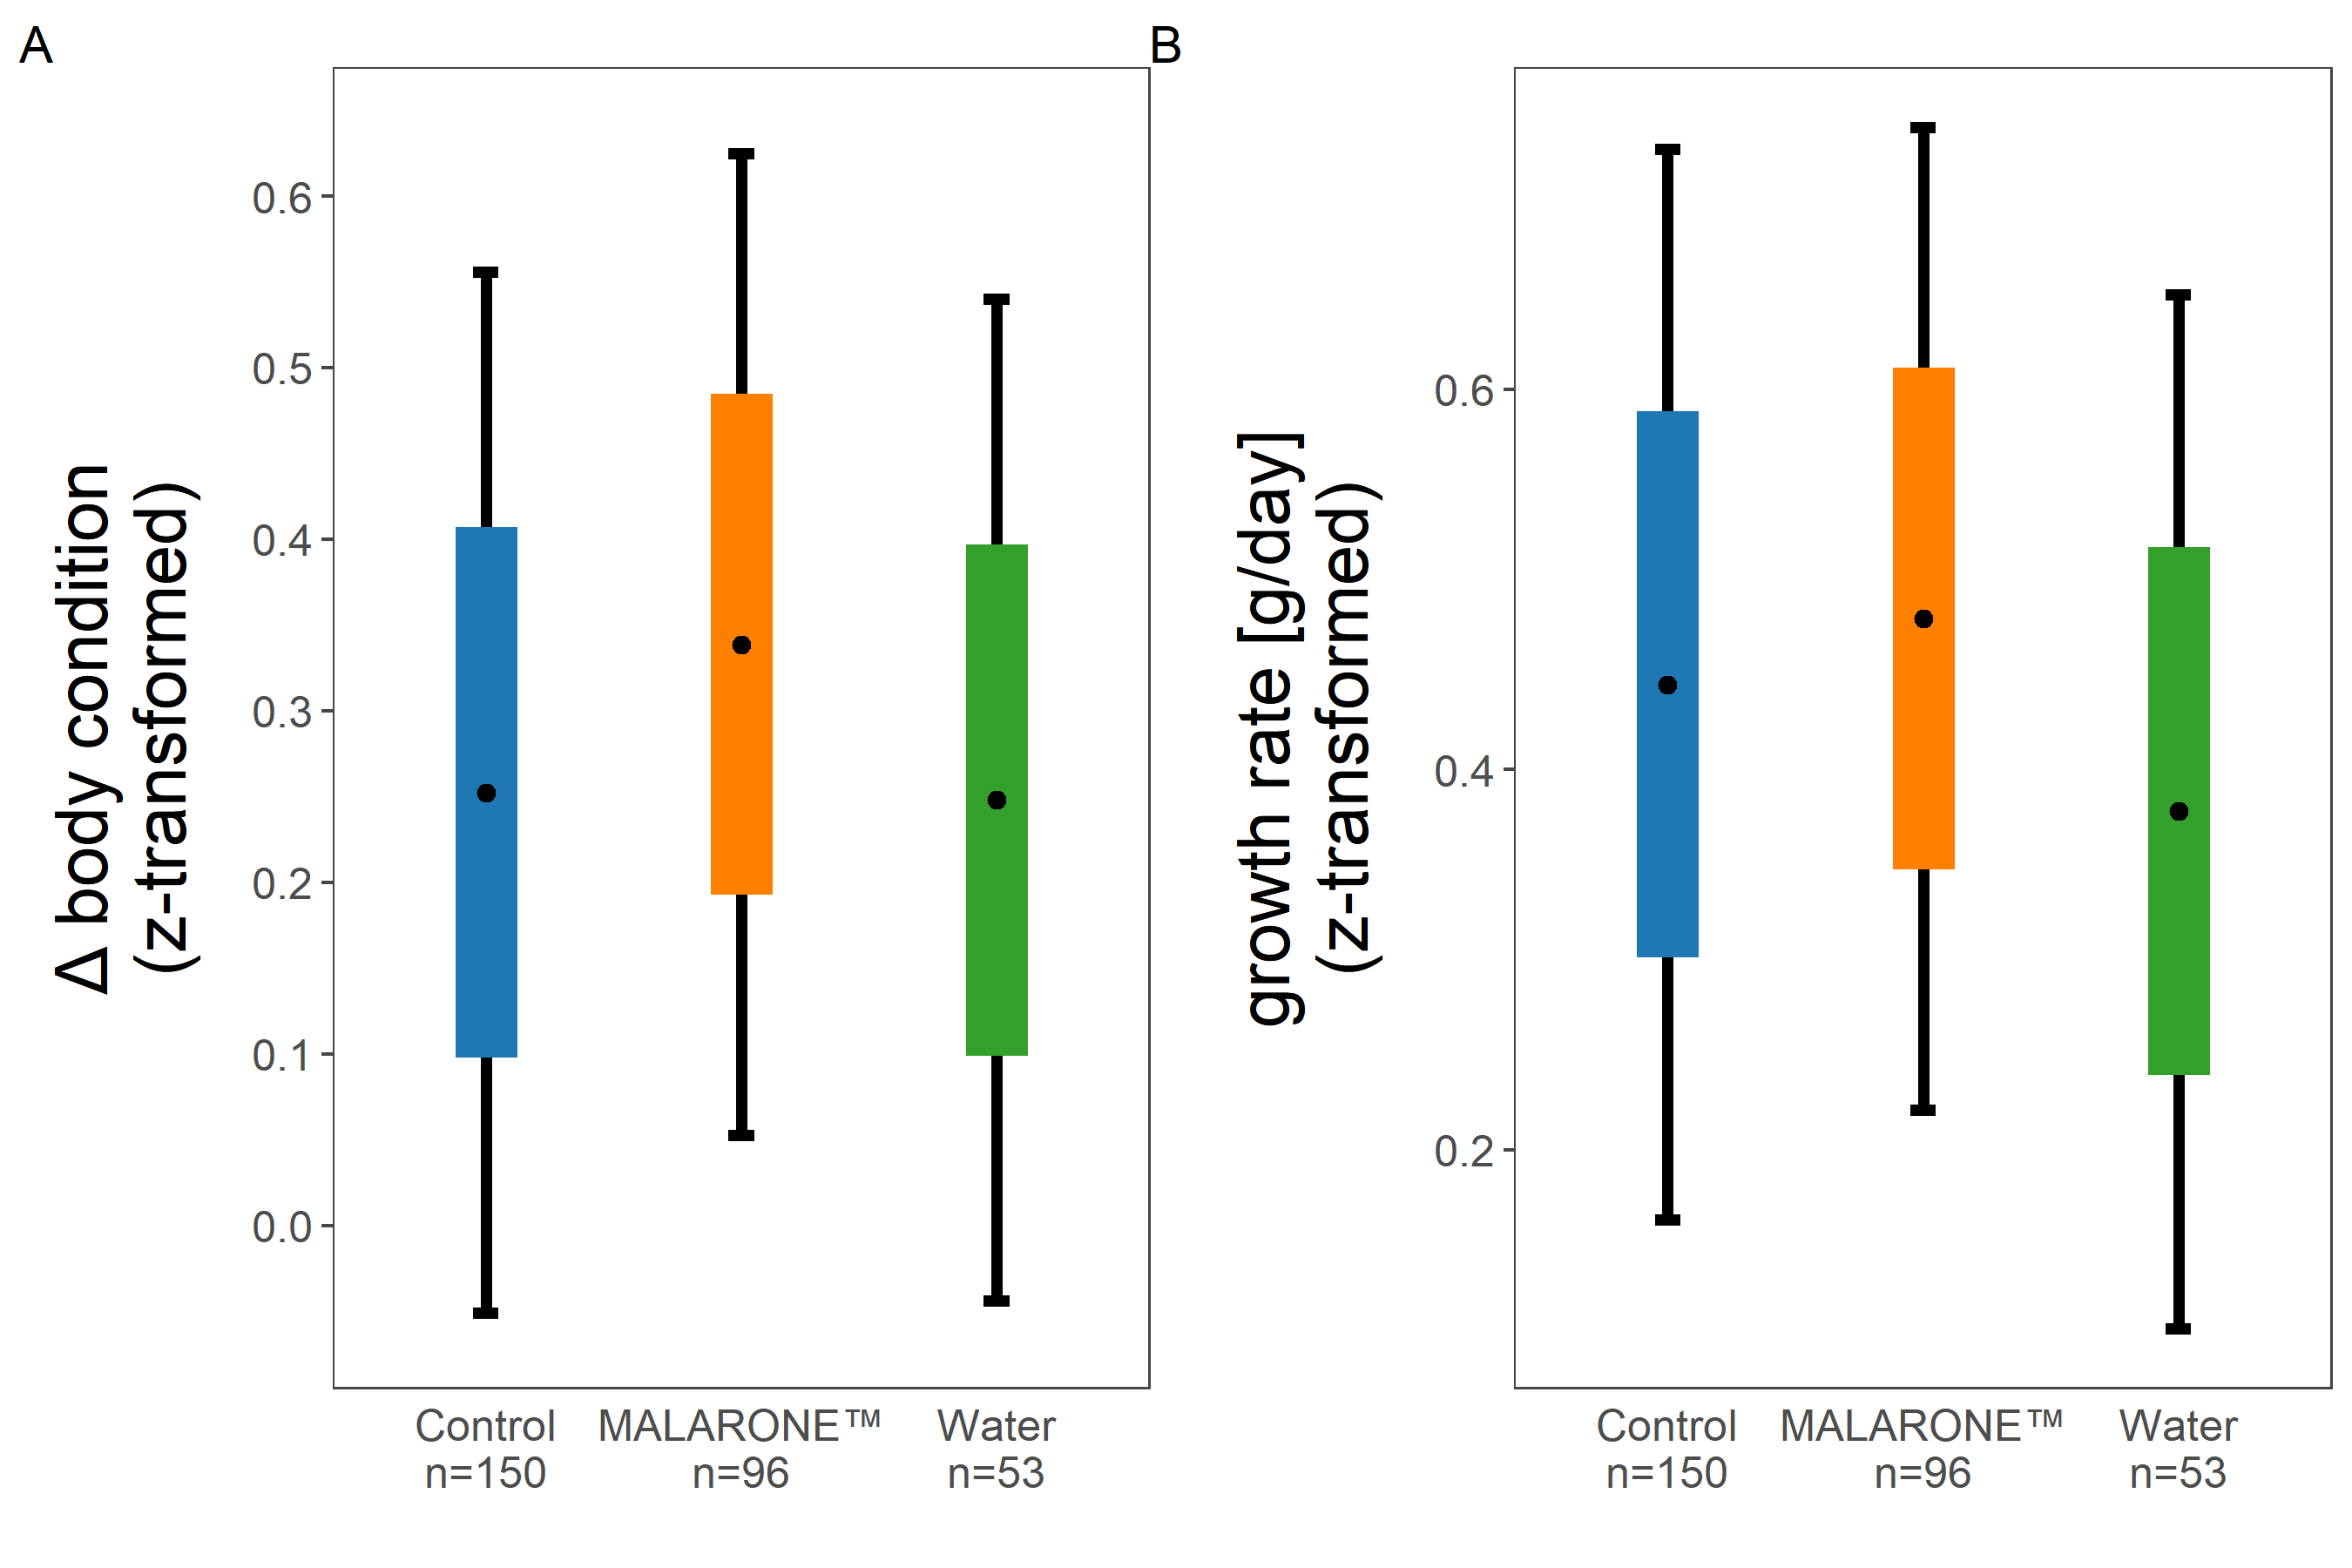 A
Δ body condition
(z-transformed)
0.6
0.5
0.4
0.3
0.2
0.1
0.0
Control
n=150
MALARONE™
n=96
Water
n=53
B
growth rate [g/day]
(z-transformed)
0.6
0.4
0.2
Control
n=150
MALARONE™
n=96
Water
n=53